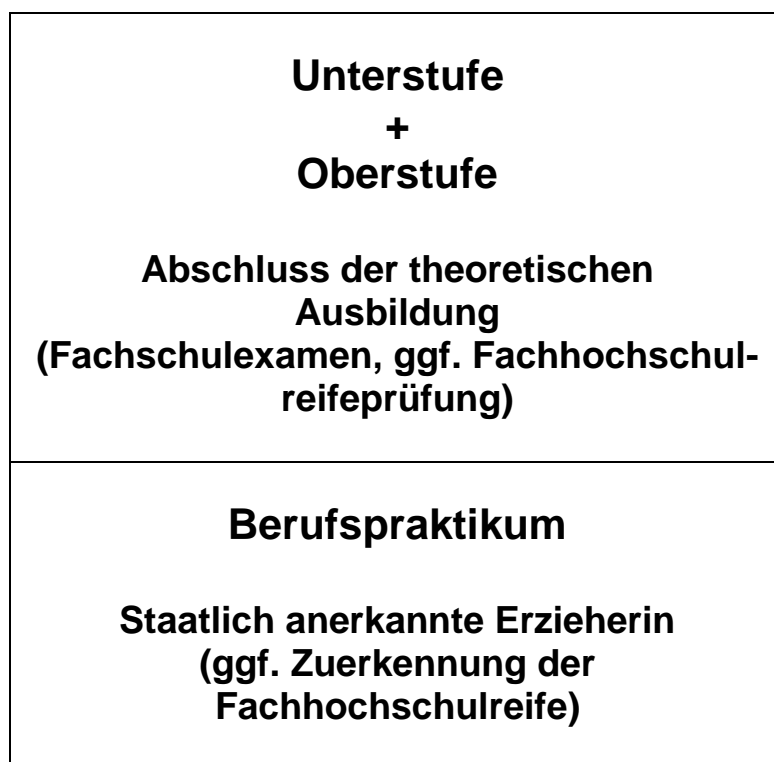 Unterstufe
+
Oberstufe
Abschluss der theoretischen
Ausbildung
(Fachschulexamen, ggf. Fachhochschul-
reifeprüfung)
Berufspraktikum
Staatlich anerkannte Erzieherin
(ggf. Zuerkennung der
Fachhochschulreife)